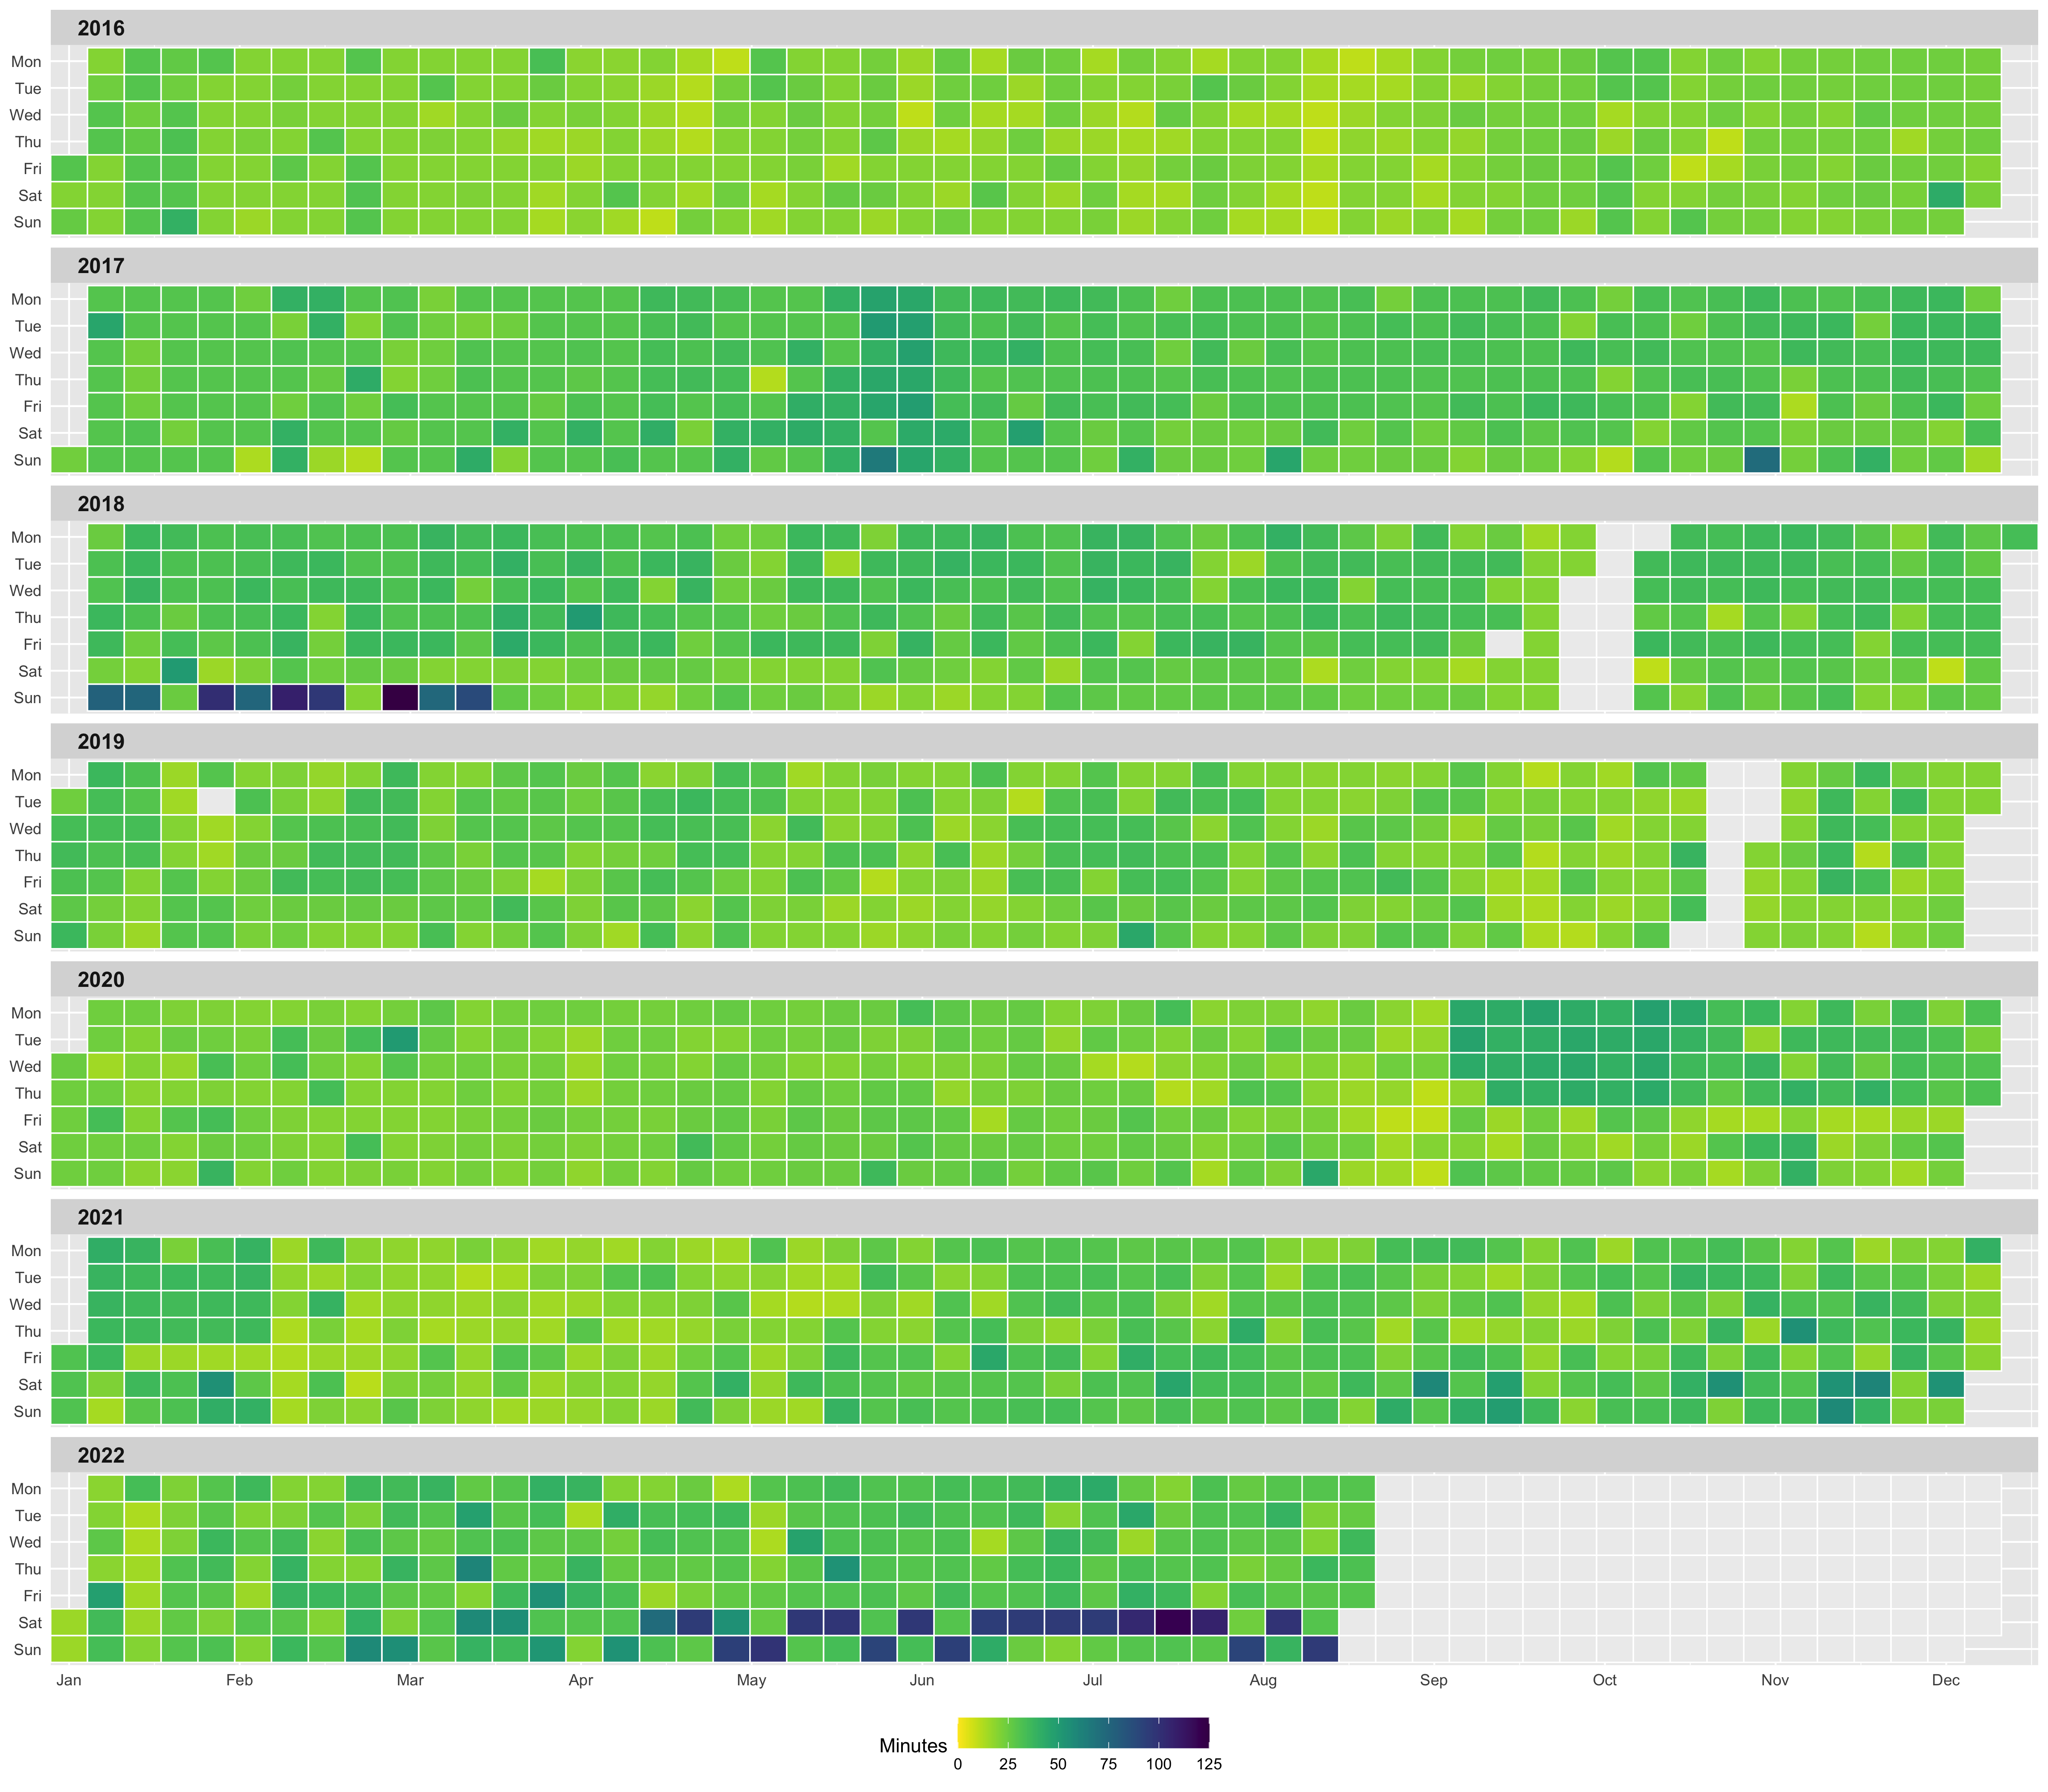 2016
Mon
Tue
Wed
Thu
Fri
Sat
Sun
2017
Mon
Tue
Wed
Thu
Fri
Sat
Sun
2018
Mon
Tue
Wed
Thu
Fri
Sat
Sun
2019
Mon
Tue
Wed
Thu
Fri
Sat
Sun
2020
Mon
Tue
Wed
Thu
Fri
Sat
Sun
2021
Mon
Tue
Wed
Thu
Fri
Sat
Sun
2022
Mon
Tue
Wed
Thu
Fri
Sat
Sun
Jan Feb Mar Apr May Jun Jul Aug Sep Oct Nov Dec
Minutes
0 25 50 75 100 125